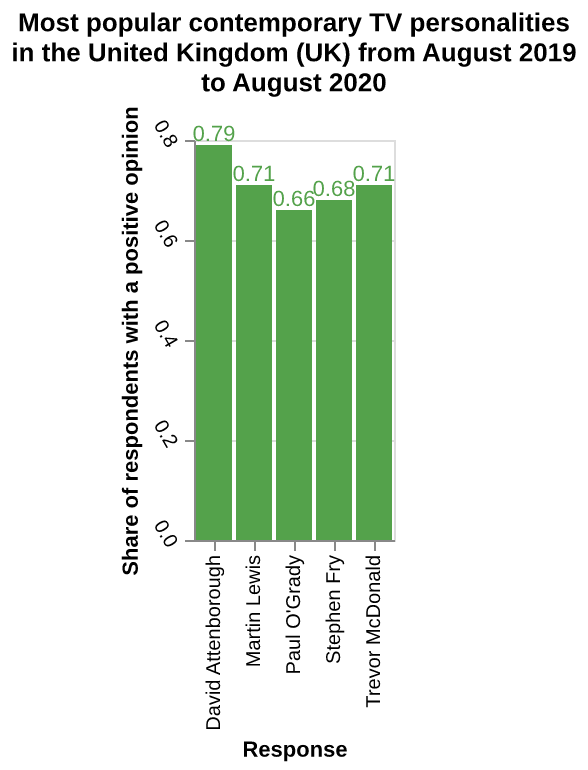 Most popular contemporary TV personalities
in the United Kingdom (UK) from August 2019
to August 2020
Share of respondents with a positive opinion
0.8
0.6
0.4
0.2
0.0
0.79
0.71
0.66
0.68
0.71
David Attenborough
Martin Lewis
Paul O'Grady
Stephen Fry
Trevor McDonald
Response